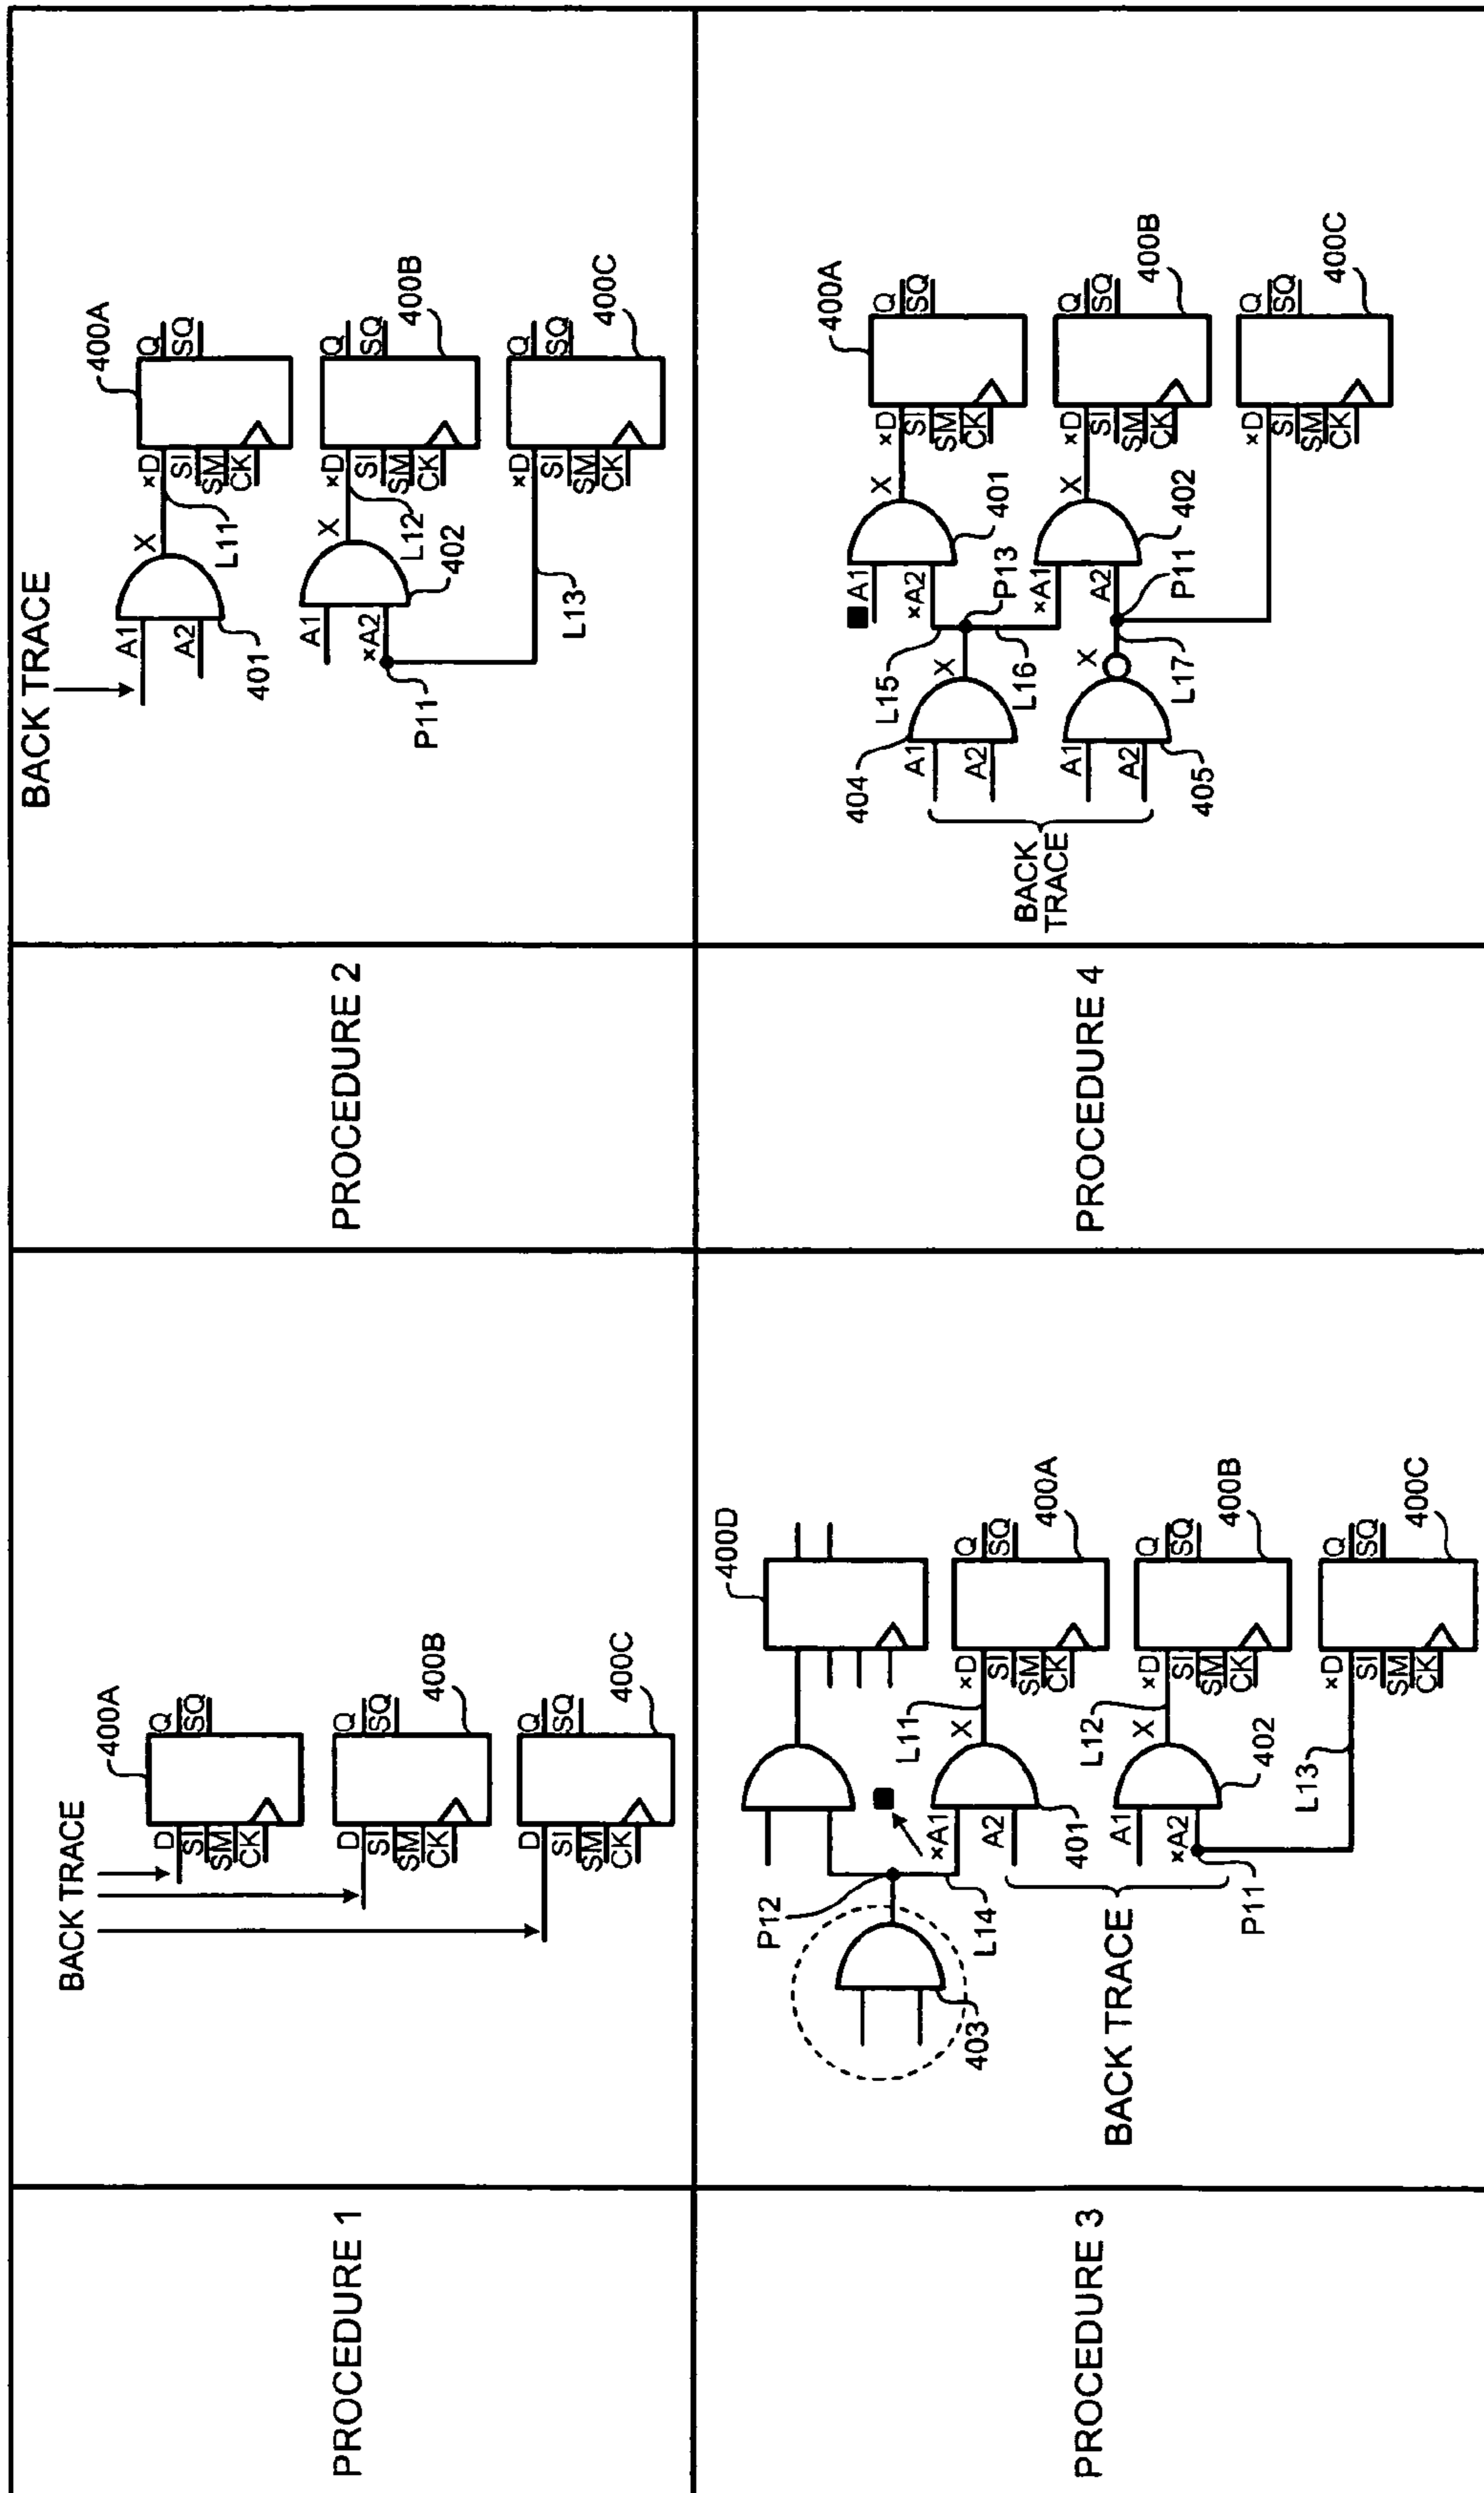 PROCEDURE 1
BACK TRACE
400A
D
SI
SM
CK
Q
SQ
400B
D
SI
SM
CK
Q
SQ
400C
D
SI
SM
CK
Q
SQ
PROCEDURE 2
BACK TRACE
400A
A1
A2
401
X
L11
×D
SI
SM
CK
Q
SQ
400B
A1
×A2
402
X
L12
×D
SI
SM
CK
Q
SQ
P11
L13
400C
×D
SI
SM
CK
Q
SQ
PROCEDURE 3
400D
P12
403
L14
■
×A1
A2
401
X
L11
×D
SI
SM
CK
Q
SQ
400A
BACK TRACE
A1
×A2
402
X
L12
×D
SI
SM
CK
Q
SQ
400B
P11
L13
×D
SI
SM
CK
Q
SQ
400C
PROCEDURE 4
BACK
TRACE
404
A1
A2
X
L15
L16
P13
■
A1
×A2
401
X
×D
SI
SM
CK
Q
SQ
400A
A1
A2
405
X
L17
P11
×A1
A2
402
X
×D
SI
SM
CK
Q
SQ
400B
×D
SI
SM
CK
Q
SQ
400C